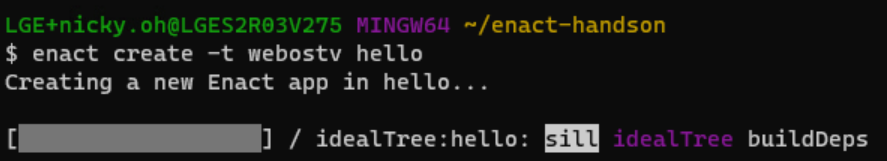 LGE+nicky.oh@LGES2R03V275 MINGW64 ~/enact-handson
$ enact create -t webostv hello
Creating a new Enact app in hello...
[                  ] / idealTree:hello: sill idealTree buildDeps